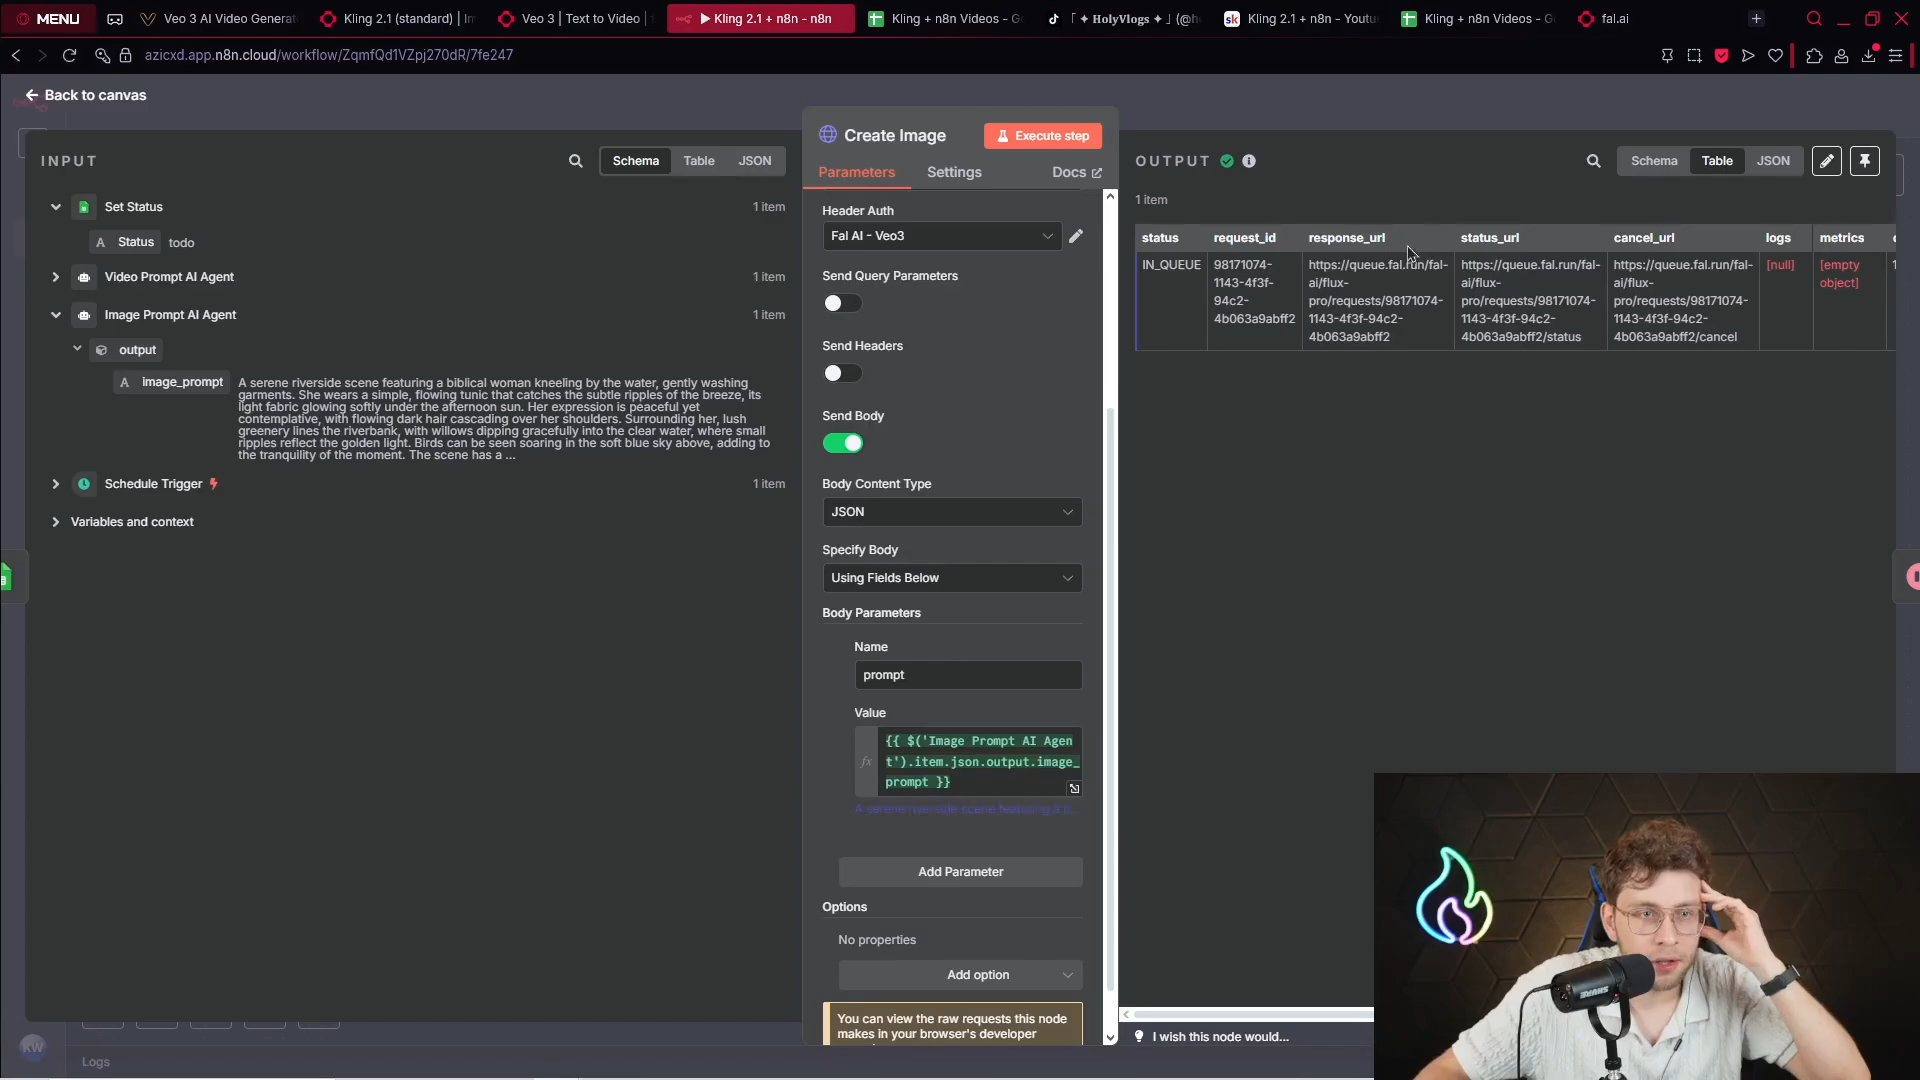 MENU
Veo 3 AI Video Generat
Kling 2.1 (standard) | Im
Veo 3 | Text to Video |
▶ Kling 2.1 + n8n - n8n
Kling + n8n Videos - G
「 ✦ HolyVlogs ✦ 」(@h
Kling 2.1 + n8n - Youtu
Kling + n8n Videos - G
fal.ai
azicxd.app.n8n.cloud/workflow/ZqmfQd1VZpj270dR/7fe247
Back to canvas
INPUT
Schema
Table
JSON
Set Status
1 item
A Status todo
Video Prompt AI Agent
1 item
Image Prompt AI Agent
1 item
output
A image_prompt
A serene riverside scene featuring a biblical woman kneeling by the water, gently washing
garments. She wears a simple, flowing tunic that catches the subtle ripples of the breeze, its
light fabric glowing softly under the afternoon sun. Her expression is peaceful yet
contemplative, with flowing dark hair cascading over her shoulders. Surrounding her, lush
greenery lines the riverbank, with willows dipping gracefully into the clear water, where small
ripples reflect the golden light. Birds can be seen soaring in the soft blue sky above, adding to
the tranquility of the moment. The scene has a ...
Schedule Trigger
1 item
Variables and context
KW
Logs
Create Image
Execute step
Parameters
Settings
Docs
Header Auth
Fal AI - Veo3
Send Query Parameters
Send Headers
Send Body
Body Content Type
JSON
Specify Body
Using Fields Below
Body Parameters
Name
prompt
Value
fx
{{ $('Image Prompt AI Agen
t').item.json.output.image_
prompt }}
A serene riverside scene featuring a b...
Add Parameter
Options
No properties
Add option
You can view the raw requests this node
makes in your browser's developer
OUTPUT
Schema
Table
JSON
1 item
status
request_id
response_url
status_url
cancel_url
logs
metrics
IN_QUEUE
98171074-
1143-4f3f-
94c2-
4b063a9abff2
https://queue.fal.run/fal-
ai/flux-
pro/requests/98171074-
1143-4f3f-94c2-
4b063a9abff2
https://queue.fal.run/fal-
ai/flux-
pro/requests/98171074-
1143-4f3f-94c2-
4b063a9abff2/status
https://queue.fal.run/fal-
ai/flux-
pro/requests/98171074-
1143-4f3f-94c2-
4b063a9abff2/cancel
[null]
[empty
object]
I wish this node would...
SHURE